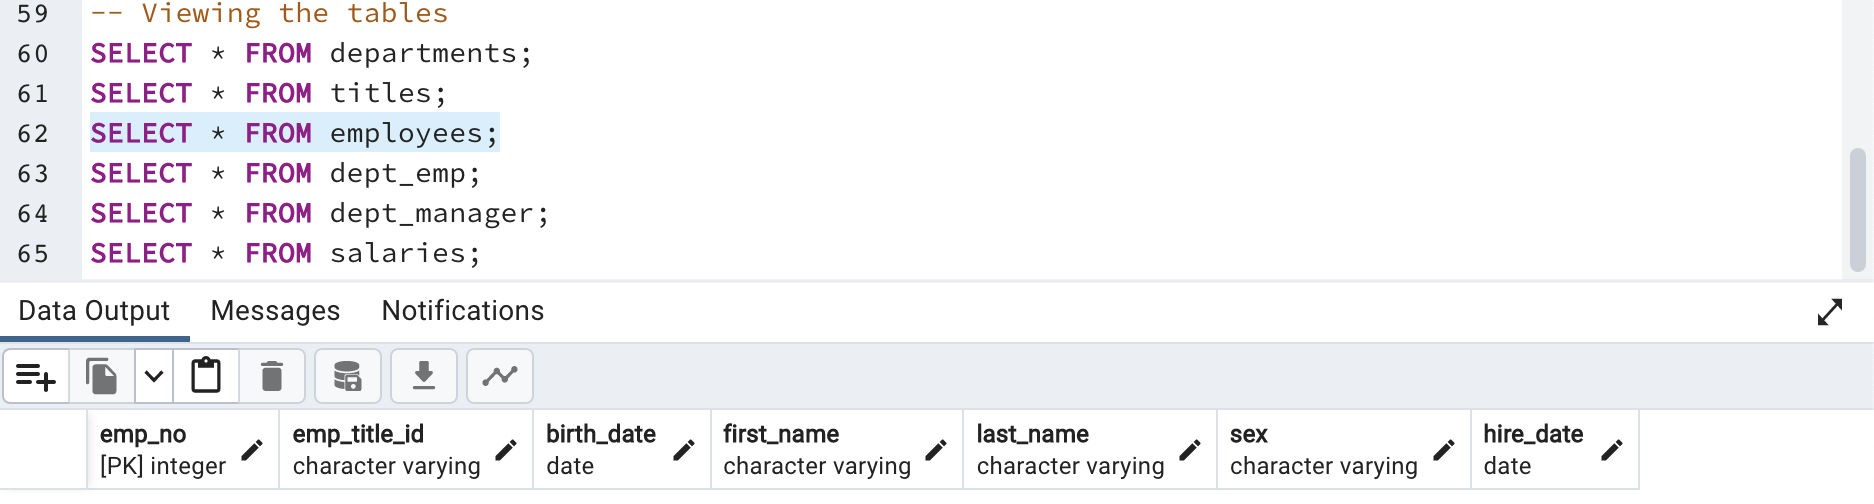 59 -- Viewing the tables
60 SELECT * FROM departments;
61 SELECT * FROM titles;
62 SELECT * FROM employees;
63 SELECT * FROM dept_emp;
64 SELECT * FROM dept_manager;
65 SELECT * FROM salaries;
Data Output Messages Notifications
emp_no emp_title_id birth_date first_name last_name sex hire_date
[PK] integer character varying date character varying character varying character varying date